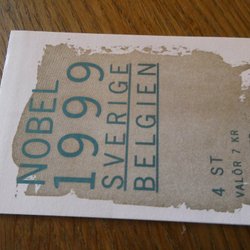 NOBEL
1999
SVERIGE
BELGIEN
4 ST
VALÖR 7 KR